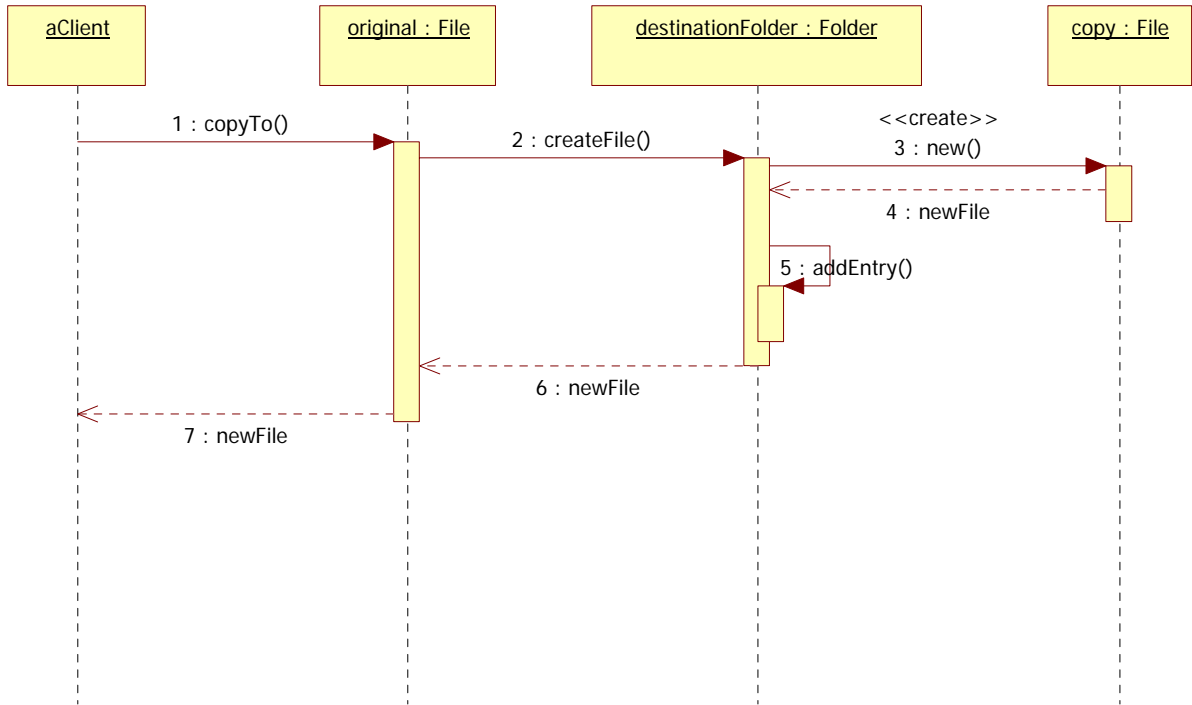 aClient
original : File
destinationFolder : Folder
copy : File
1 : copyTo()
2 : createFile()
<<create>>
3 : new()
4 : newFile
5 : addEntry()
6 : newFile
7 : newFile